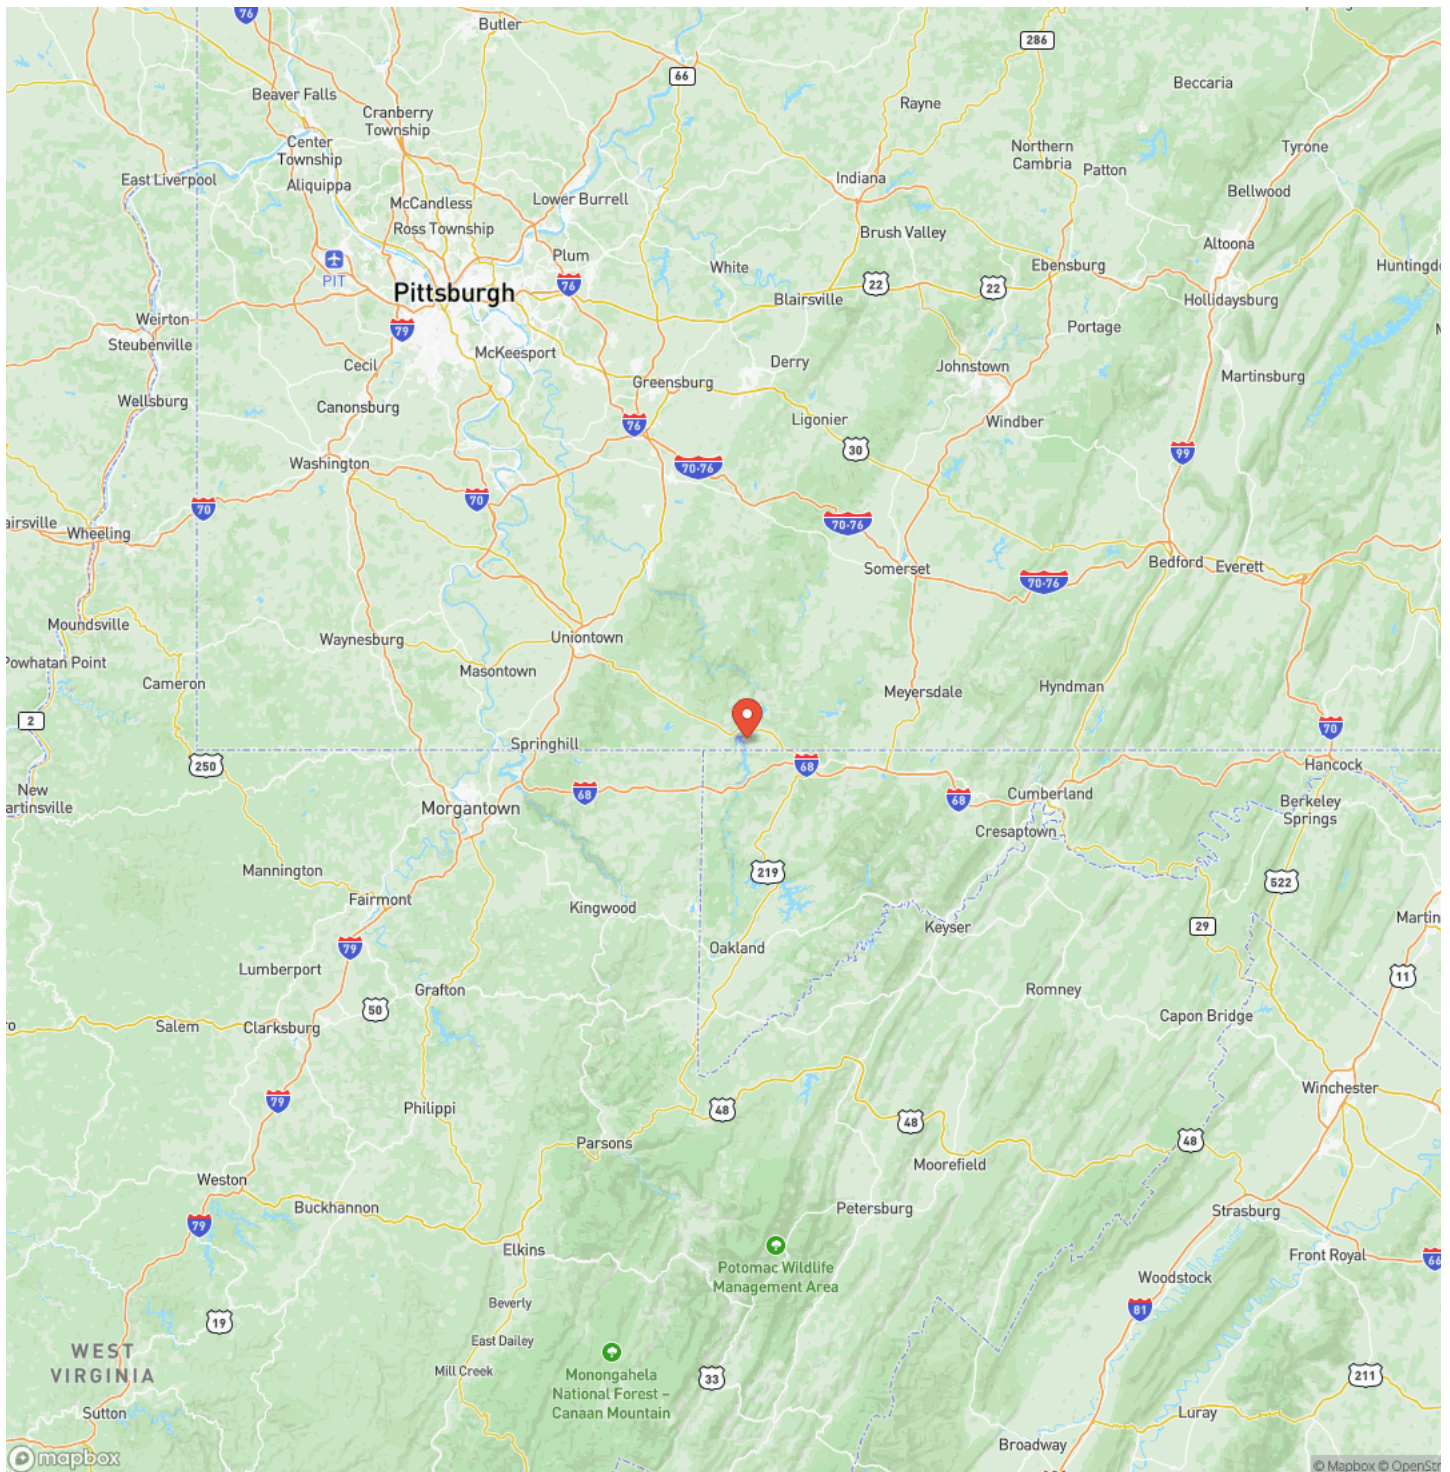 76
Butler
286
66
Beccaria
Beaver Falls
Rayne
Cranberry
Township
Center
Township
Northern
Cambria
Tyrone
Patton
East Liverpool
Aliquippa
Indiana
Bellwood
McCandless
Lower Burrell
Ross Township
Brush Valley
Altoona
Plum
White
Ebensburg
Huntingd
PIT
76
22
22
Pittsburgh
Blairsville
Hollidaysburg
Weirton
79
Portage
Steubenville
McKeesport
Cecil
Derry
Johnstown
Greensburg
Martinsburg
Wellsburg
Canonsburg
76
Ligonier
Windber
30
99
Washington
70-76
70
70
airsville
70-76
Wheeling
Bedford
Everett
Somerset
70-76
Moundsville
Waynesburg
Uniontown
Powhatan Point
Masontown
Cameron
Meyersdale
Hyndman
2
70
Springhill
250
68
Hancock
New
artinsville
68
68
Cumberland
Morgantown
Berkeley
Springs
Cresaptown
Mannington
219
522
Fairmont
Kingwood
Martin
Keyser
29
79
Oakland
Lumberport
11
Grafton
Romney
50
Capon Bridge
ro
Salem
Clarksburg
Winchester
79
Philippi
48
48
48
Parsons
Moorefield
Weston
Buckhannon
Petersburg
Strasburg
79
Elkins
Front Royal
66
Potomac Wildlife
Management Area
Woodstock
Beverly
81
19
East Dailey
WEST
VIRGINIA
Mill Creek
Monongahela
National Forest –
Canaan Mountain
33
211
Sutton
Luray
Broadway
mapbox
© Mapbox © OpenStr